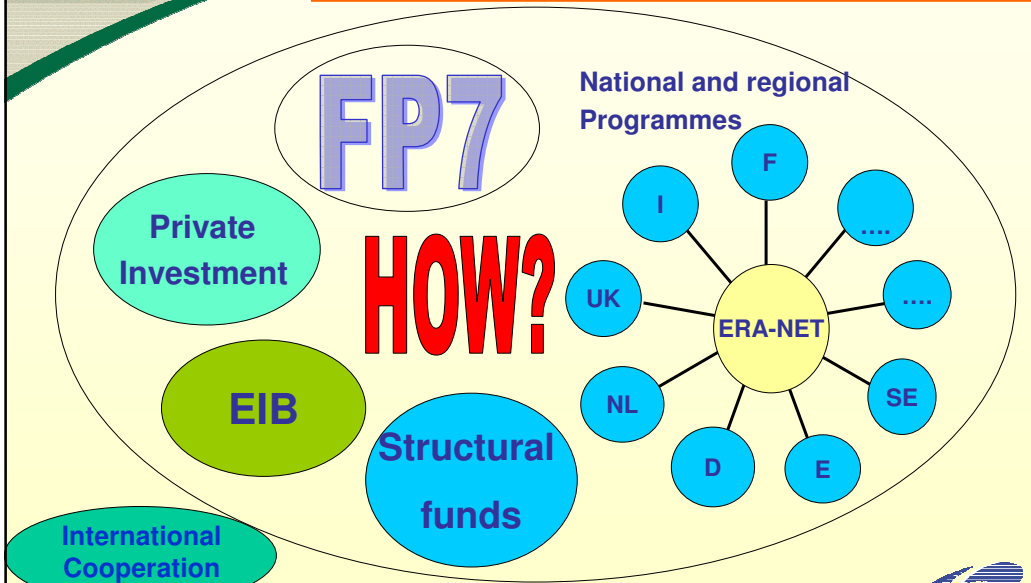 FP7
National and regional
Programmes
F
I
....
Private
Investment
HOW?
UK
....
ERA-NET
EIB
NL
SE
Structural
funds
D
E
International
Cooperation